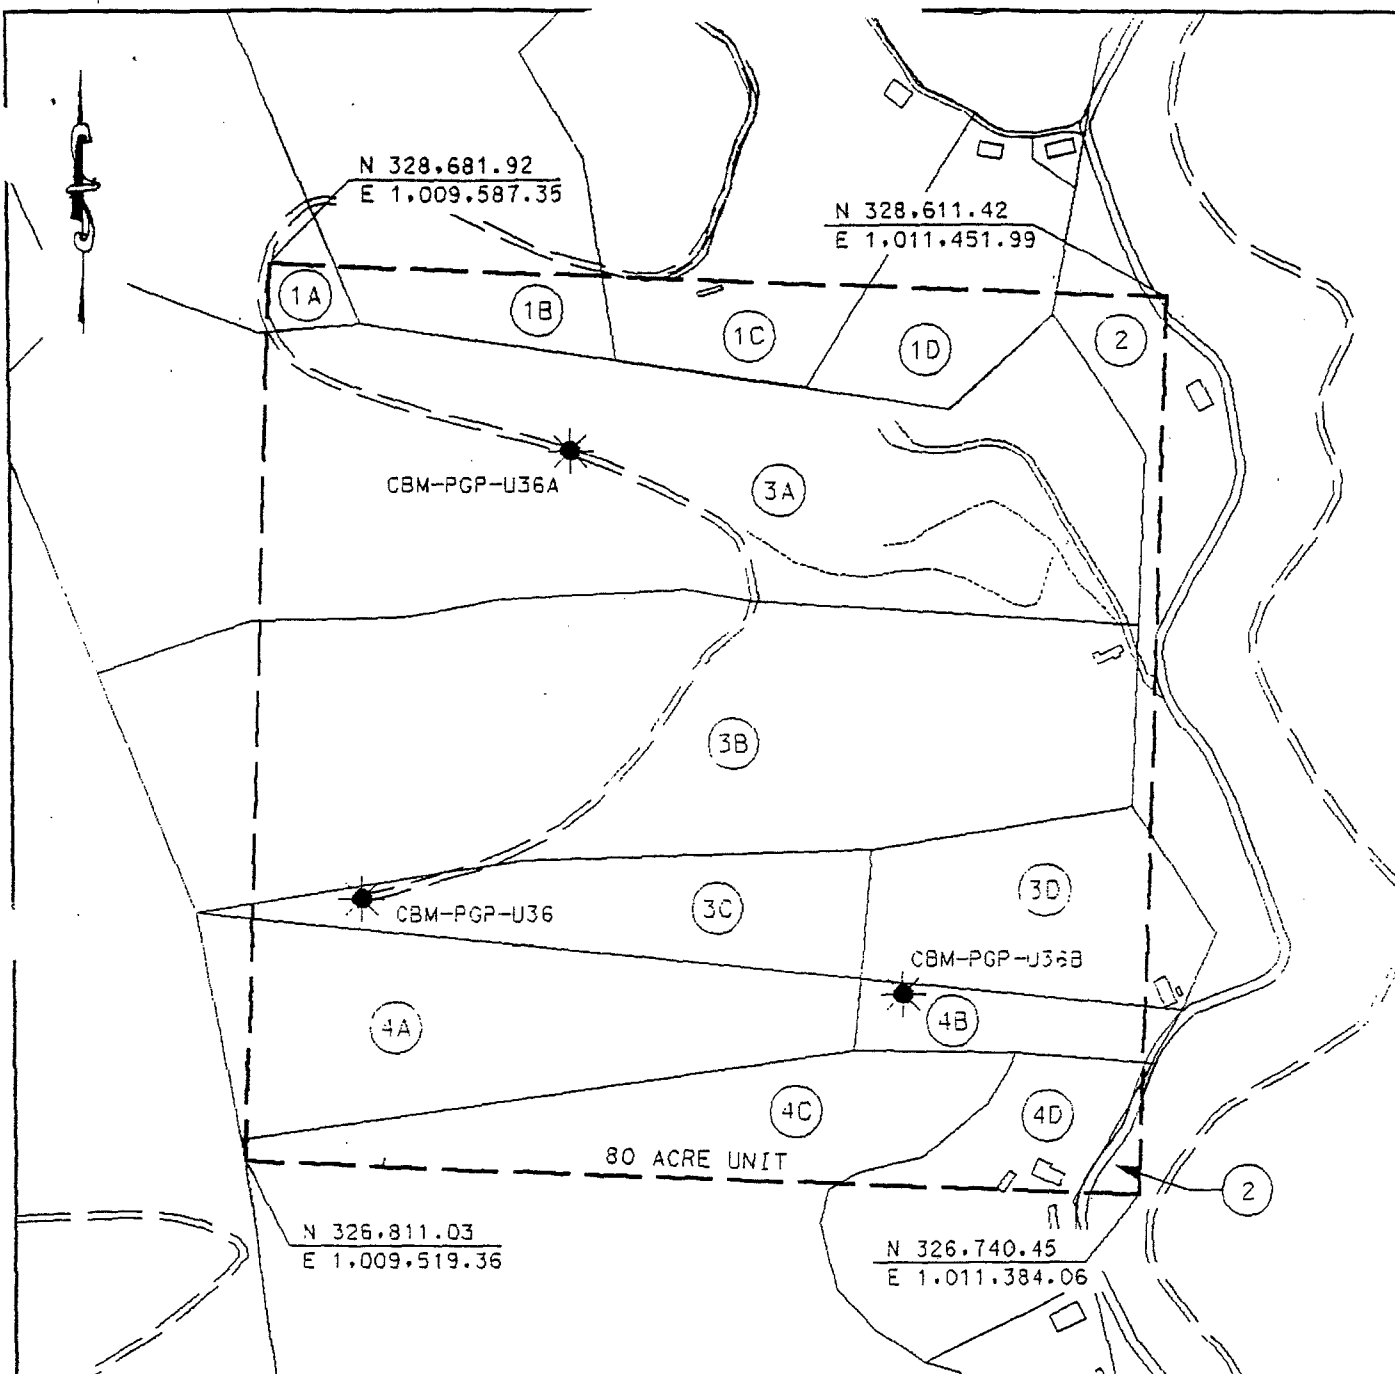 N 328,681.92
E 1,009,587.35
N 328,611.42
E 1,011,451.99
1A
1B
1C
1D
2
CBM-PGP-U36A
3A
3B
3C
3D
CBM-PGP-U36
CBM-PGP-U36B
4A
4B
4C
4D
80 ACRE UNIT
2
N 326,811.03
E 1,009,519.36
N 326,740.45
E 1,011,384.06